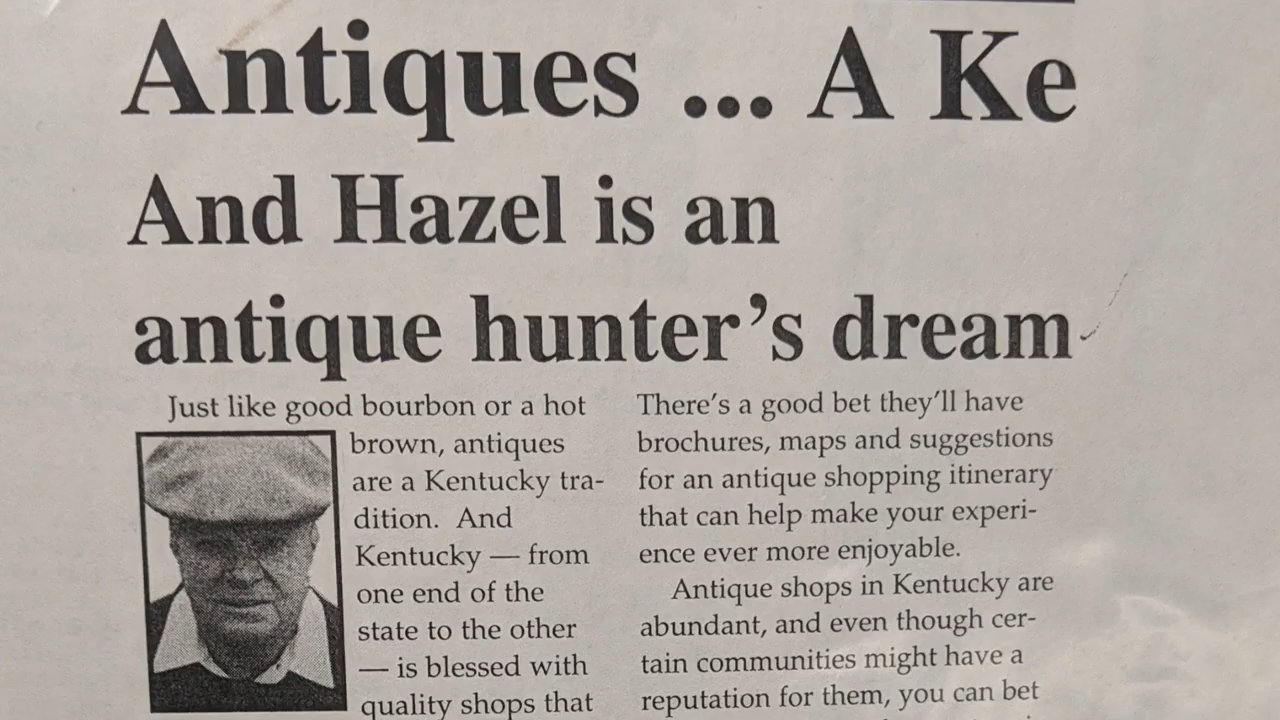 Antiques ... A Ke
And Hazel is an
antique hunter's dream
Just like good bourbon or a hot
brown, antiques
are a Kentucky tra-
dition. And
Kentucky — from
one end of the
state to the other
— is blessed with
quality shops that
There's a good bet they'll have
brochures, maps and suggestions
for an antique shopping itinerary
that can help make your experi-
ence ever more enjoyable.
Antique shops in Kentucky are
abundant, and even though cer-
tain communities might have a
reputation for them, you can bet